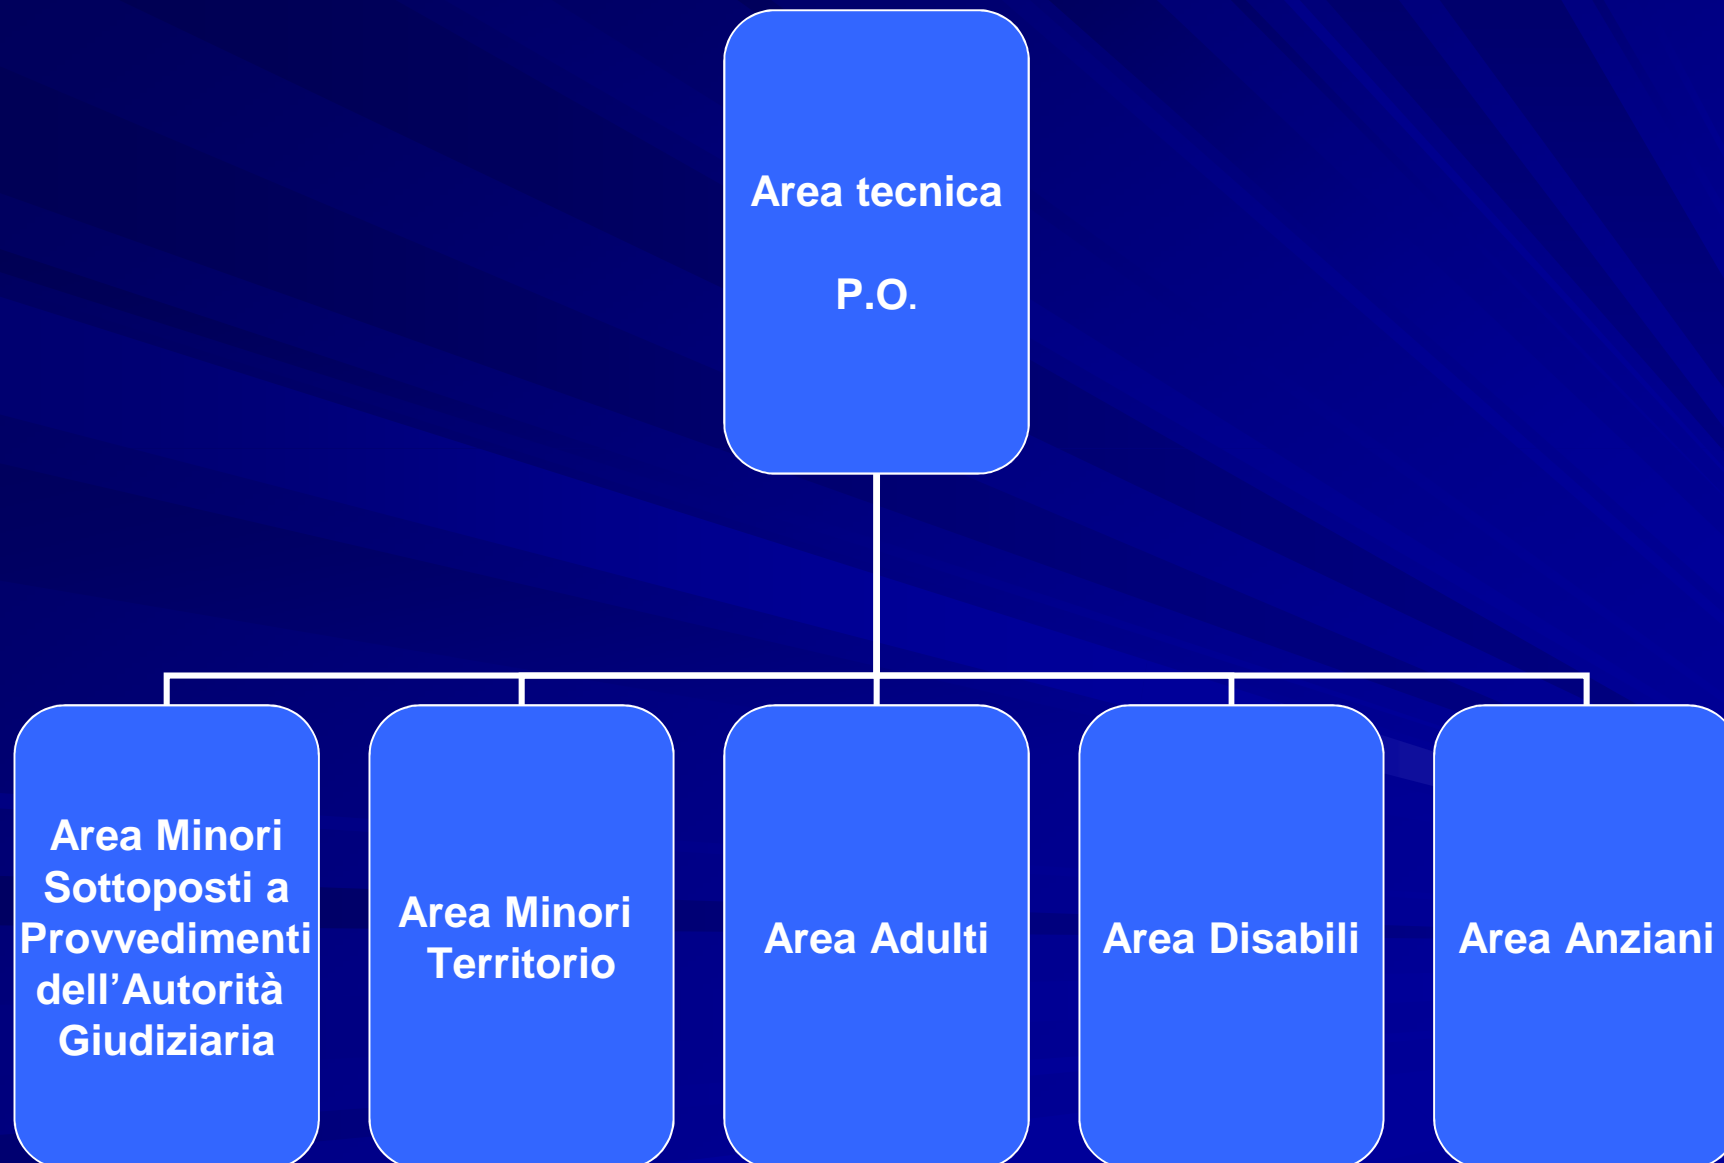 Area tecnica
P.O.
Area Minori
Sottoposti a
Provvedimenti
dell’Autorità
Giudiziaria
Area Minori
Territorio
Area Adulti
Area Disabili
Area Anziani